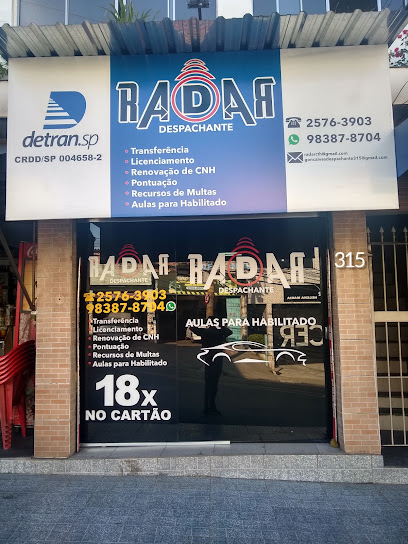 RADAR
DESPACHANTE
detran.sp
CRDD/SP 004658-2
• Transferência
• Licenciamento
• Renovação de CNH
• Pontuação
• Recursos de Multas
• Aulas para Habilitado
2576-3903
98387-8704
RADAR
DESPACHANTE
2576-3903
98387-8704
• Transferência
• Licenciamento
• Renovação de CNH
• Pontuação
• Recursos de Multas
• Aulas para Habilitado
18x
NO CARTÃO
RADAR
DESPACHANTE
AULAS PARA HABILITADO
315